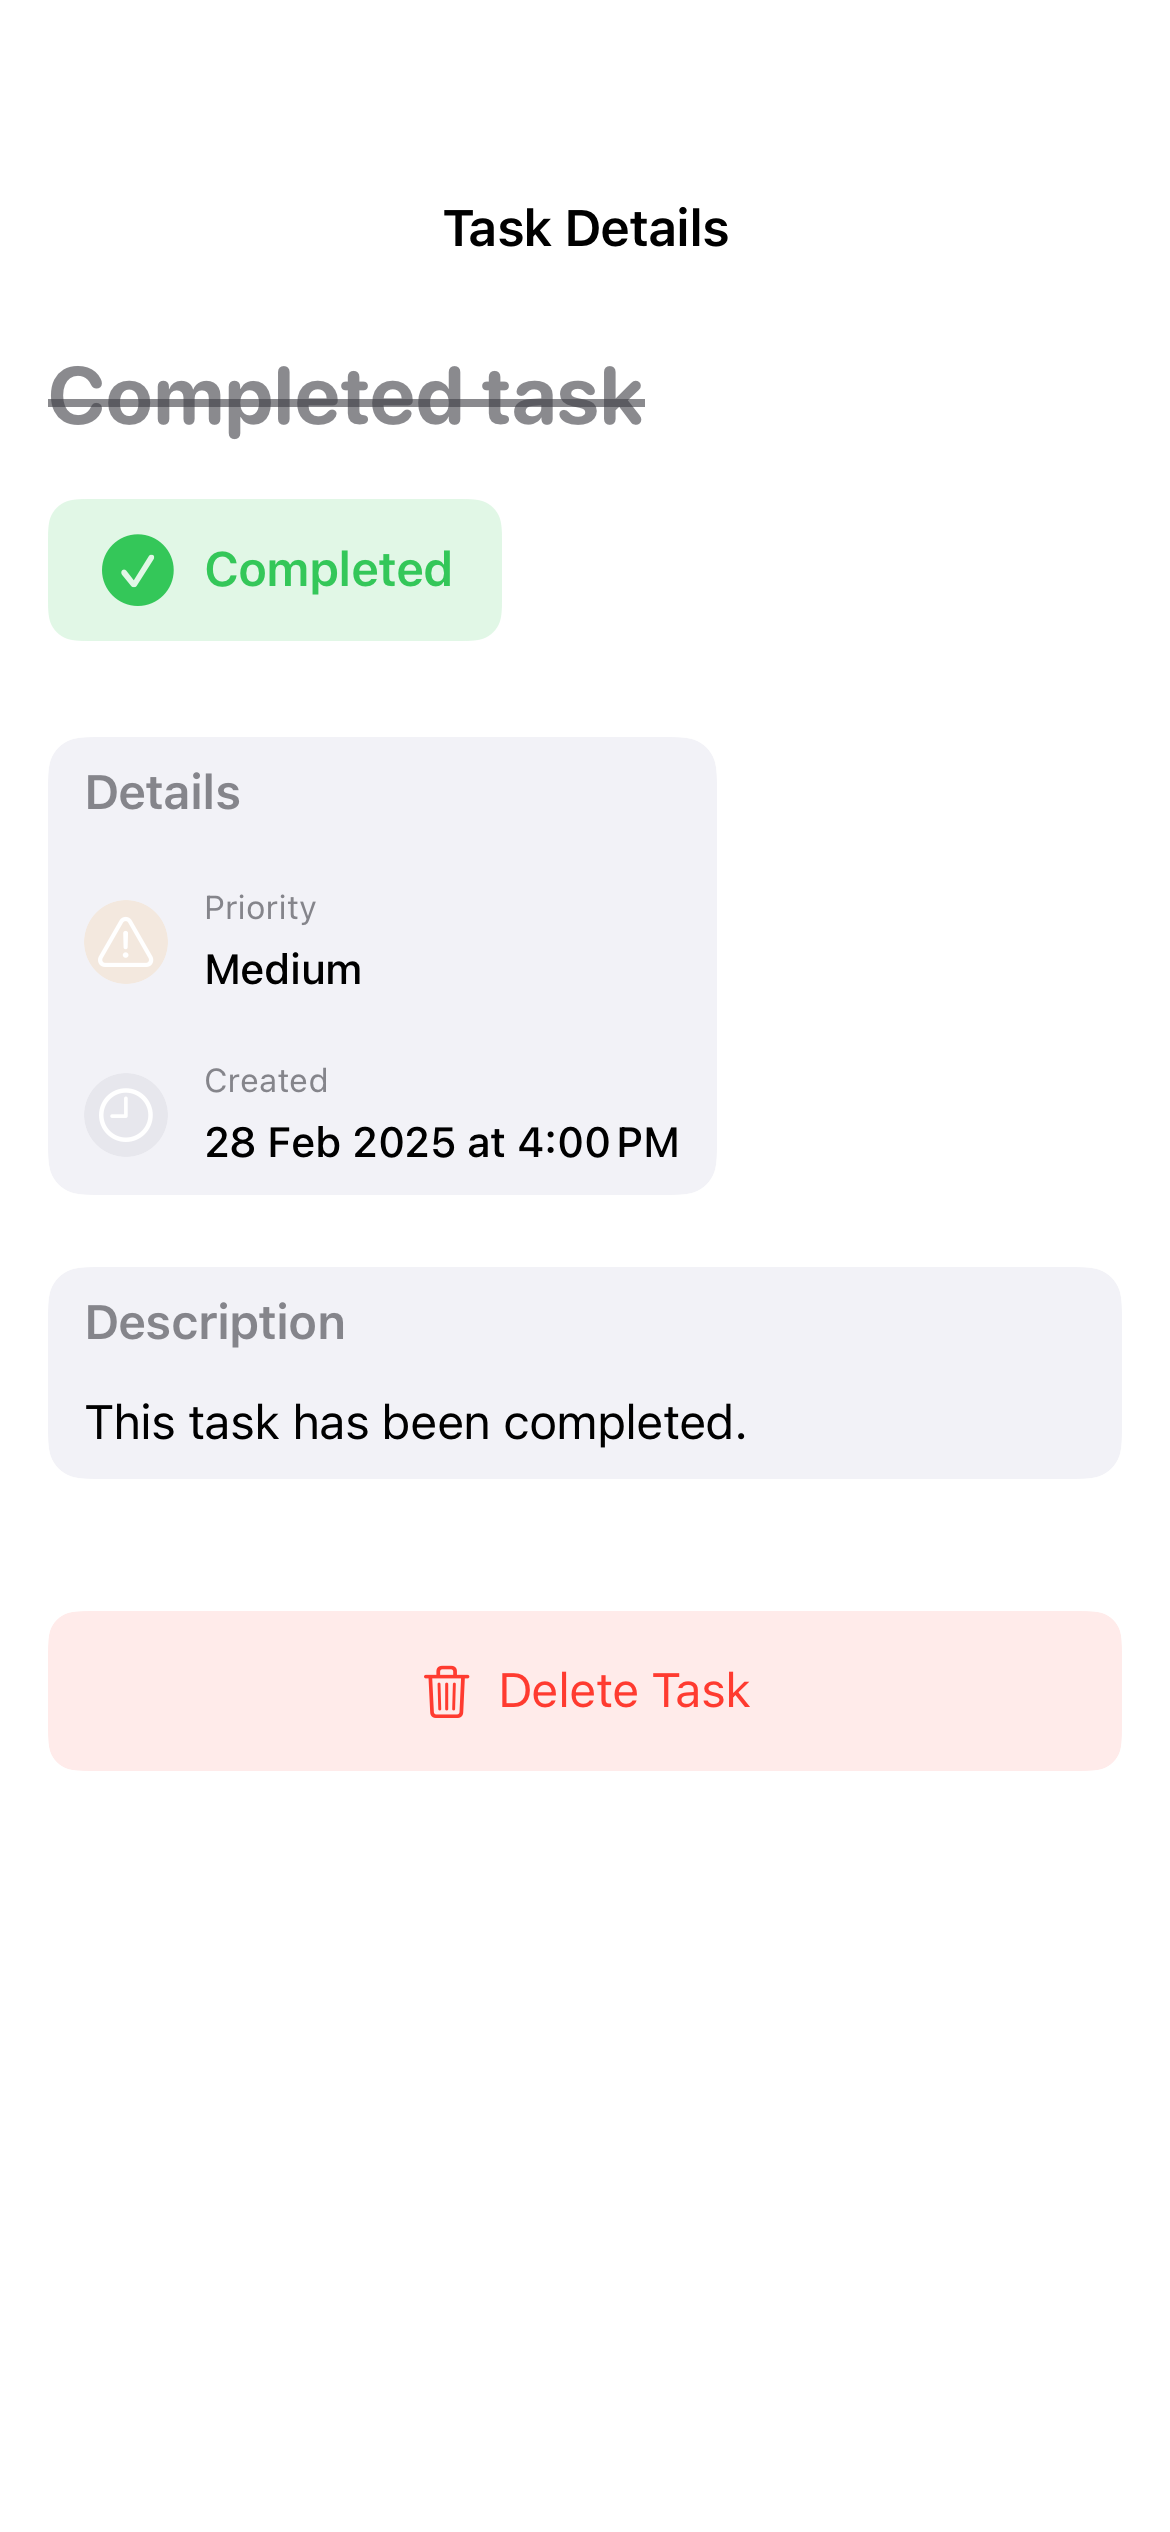 Task Details
Completed task
Completed
Details
Priority
Medium
Created
28 Feb 2025 at 4:00 PM
Description
This task has been completed.
Delete Task